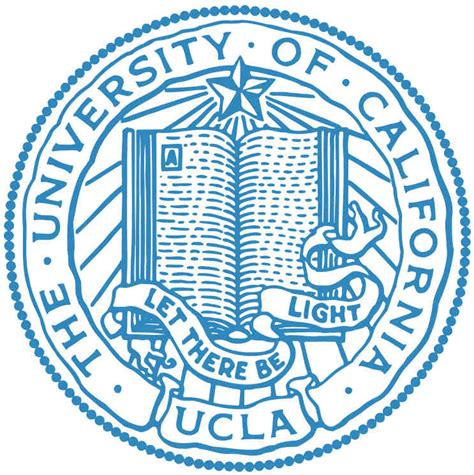 · THE · UNIVERSITY · OF · CALIFORNIA ·
A
LET THERE BE LIGHT
UCLA